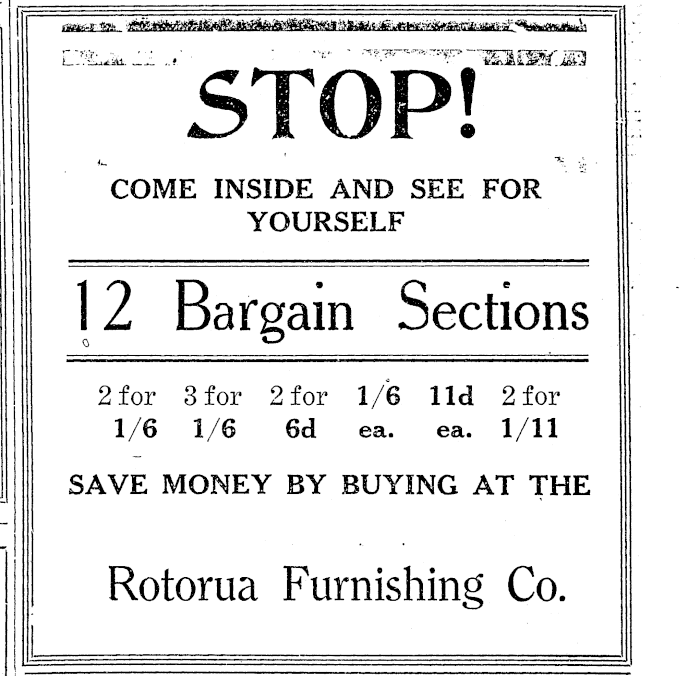 STOP!
COME INSIDE AND SEE FOR
YOURSELF
12 Bargain Sections
2 for 3 for 2 for 1/6 11d 2 for
1/6 1/6 6d ea. ea. 1/11
SAVE MONEY BY BUYING AT THE
Rotorua Furnishing Co.